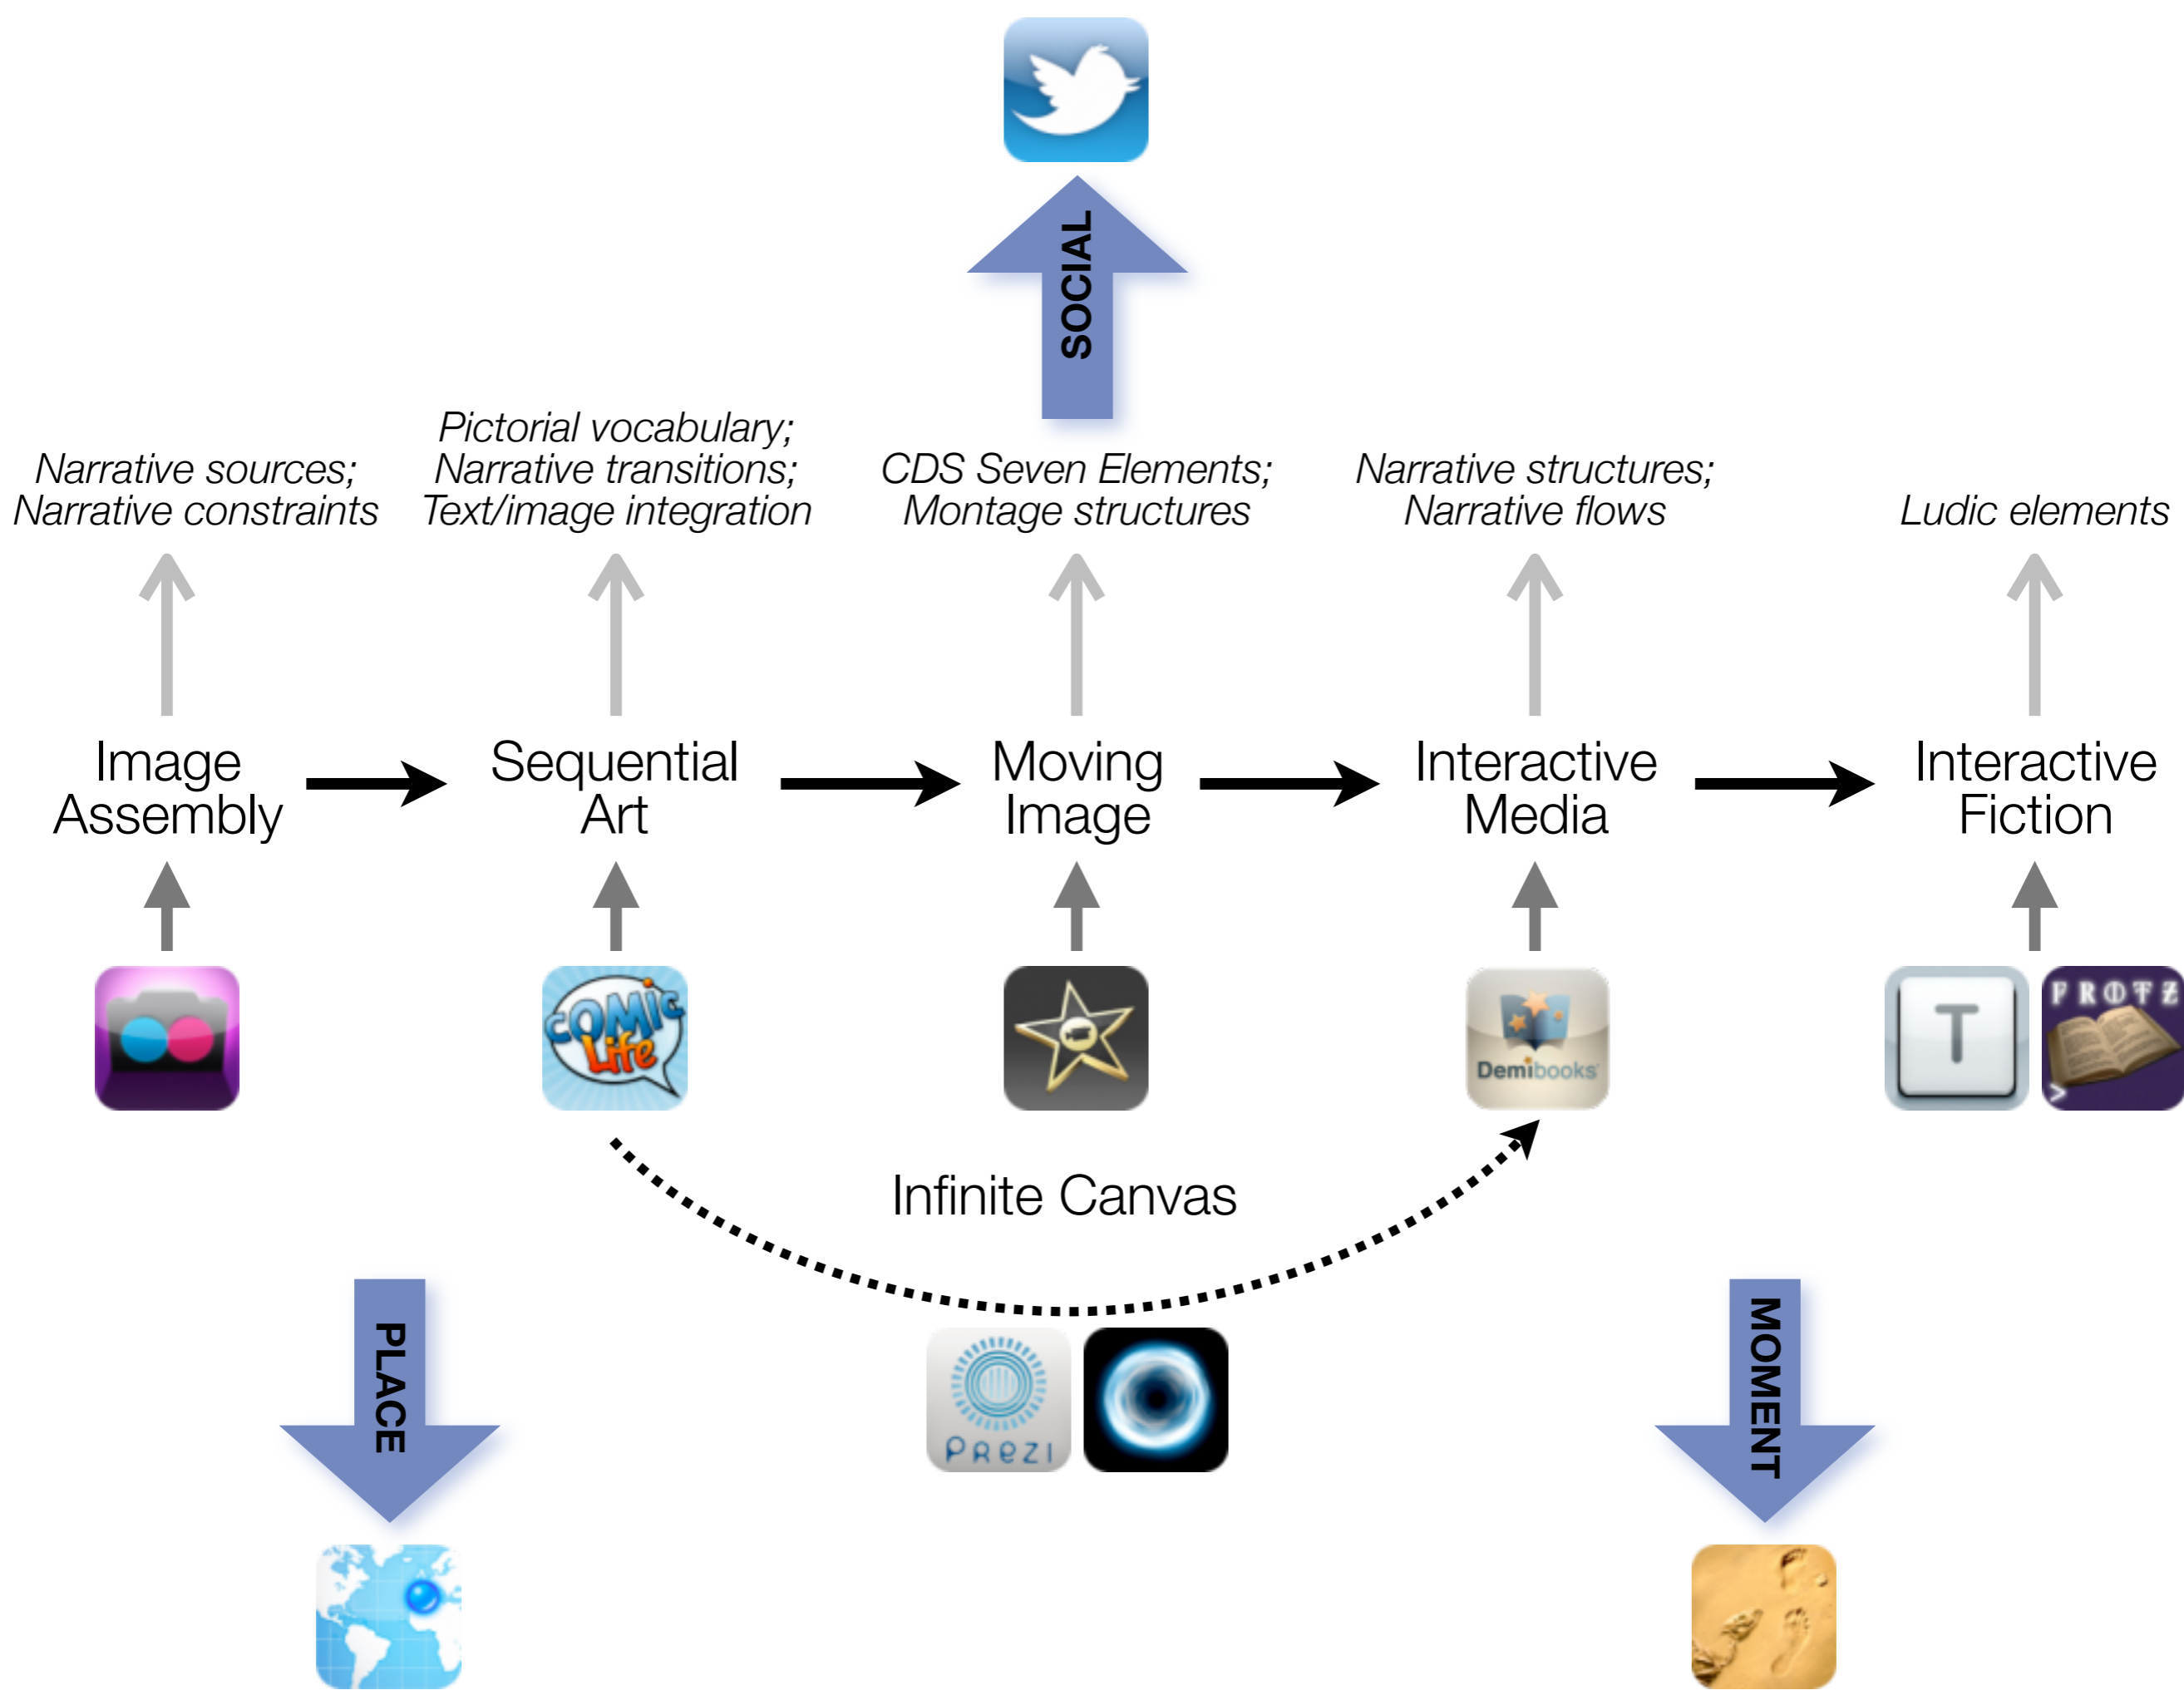 SOCIAL
Narrative sources;
Narrative constraints
Pictorial vocabulary;
Narrative transitions;
Text/image integration
CDS Seven Elements;
Montage structures
Narrative structures;
Narrative flows
Ludic elements
Image
Assembly
Sequential
Art
Moving
Image
Interactive
Media
Interactive
Fiction
COMIC
Life
Demibooks
T
FROTZ
>
Infinite Canvas
PREZI
PLACE
MOMENT